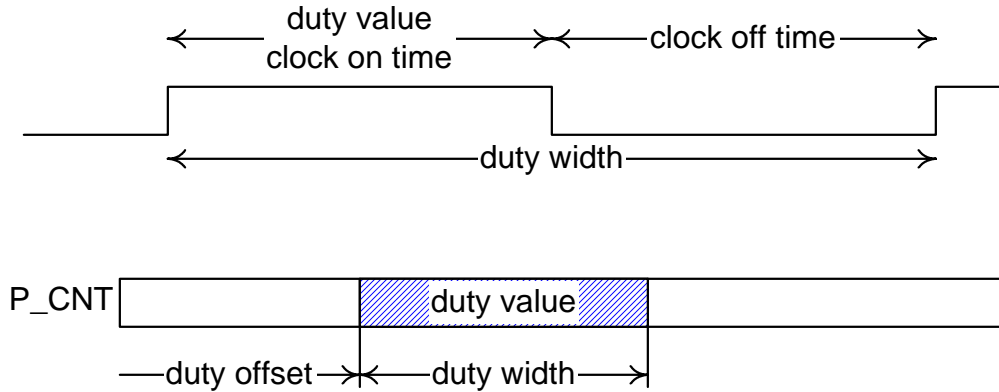 duty value
clock on time
clock off time
duty width
P_CNT
duty value
duty offset
duty width